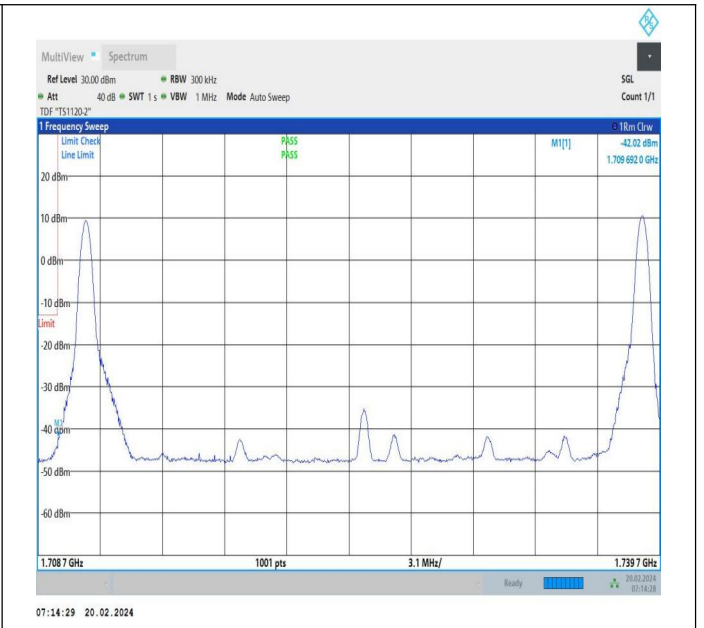 R S
MultiView Spectrum
Ref Level 30.00 dBm RBW 300 kHz SGL
Att 40 dB SWT 1 s VBW 1 MHz Mode Auto Sweep Count 1/1
TDF "TS1120-2"
1 Frequency Sweep 1Rm Clrw
Limit Check PASS M1[1] -42.02 dBm
Line Limit PASS 1.709 692 0 GHz
20 dBm
10 dBm
0 dBm
-10 dBm
Limit
-20 dBm
-30 dBm
M1
-40 dBm
-50 dBm
-60 dBm
1.708 7 GHz 1001 pts 3.1 MHz/ 1.739 7 GHz
Ready 20.02.2024
07:14:28
07:14:29 20.02.2024